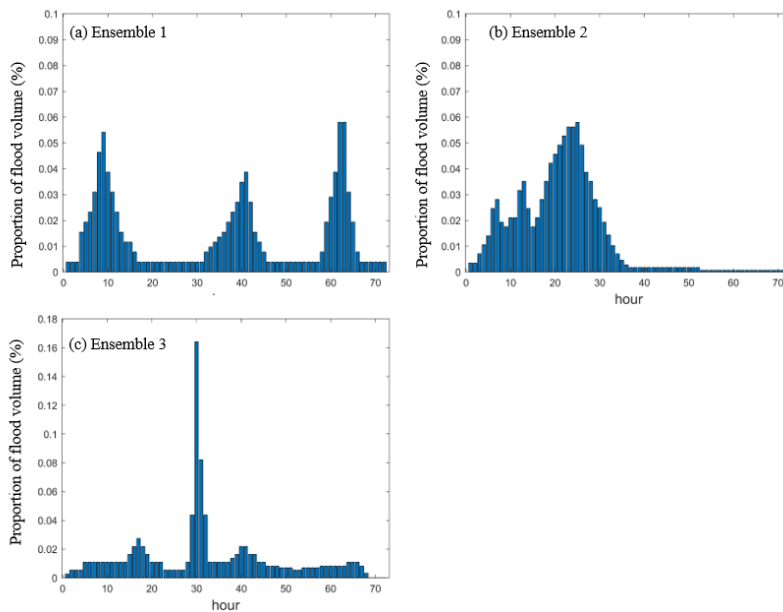 (a) Ensemble 1
Proportion of flood volume (%)
0.1
0.09
0.08
0.07
0.06
0.05
0.04
0.03
0.02
0.01
0
0 10 20 30 40 50 60 70
(b) Ensemble 2
Proportion of flood volume (%)
0.1
0.09
0.08
0.07
0.06
0.05
0.04
0.03
0.02
0.01
0
0 10 20 30 40 50 60 70
hour
(c) Ensemble 3
Proportion of flood volume (%)
0.18
0.16
0.14
0.12
0.1
0.08
0.06
0.04
0.02
0
0 10 20 30 40 50 60 70
hour